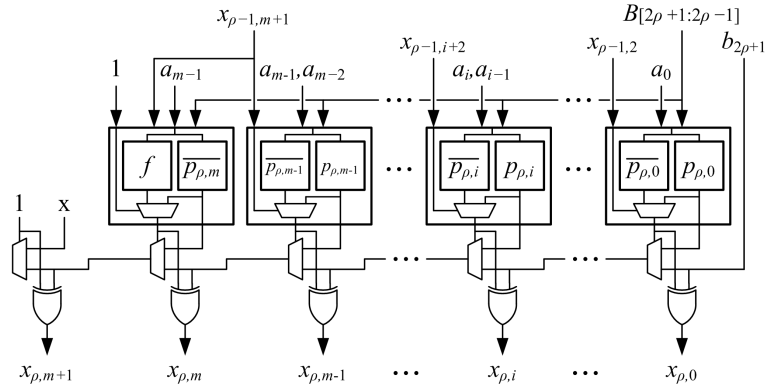 x_{ρ−1,m+1} B[2ρ+1:2ρ−1]
x_{ρ−1,i+2} x_{ρ−1,2} b_{2ρ+1}
1 a_{m−1} a_{m-1},a_{m−2} a_i,a_{i−1} a_0
... ...
f \overline{p_{ρ,m}} \overline{p_{ρ,m-1}} p_{ρ,m-1} ... \overline{p_{ρ,i}} p_{ρ,i} ... \overline{p_{ρ,0}} p_{ρ,0}
1 x
... ...
x_{ρ,m+1} x_{ρ,m} x_{ρ,m-1} ... x_{ρ,i} ... x_{ρ,0}